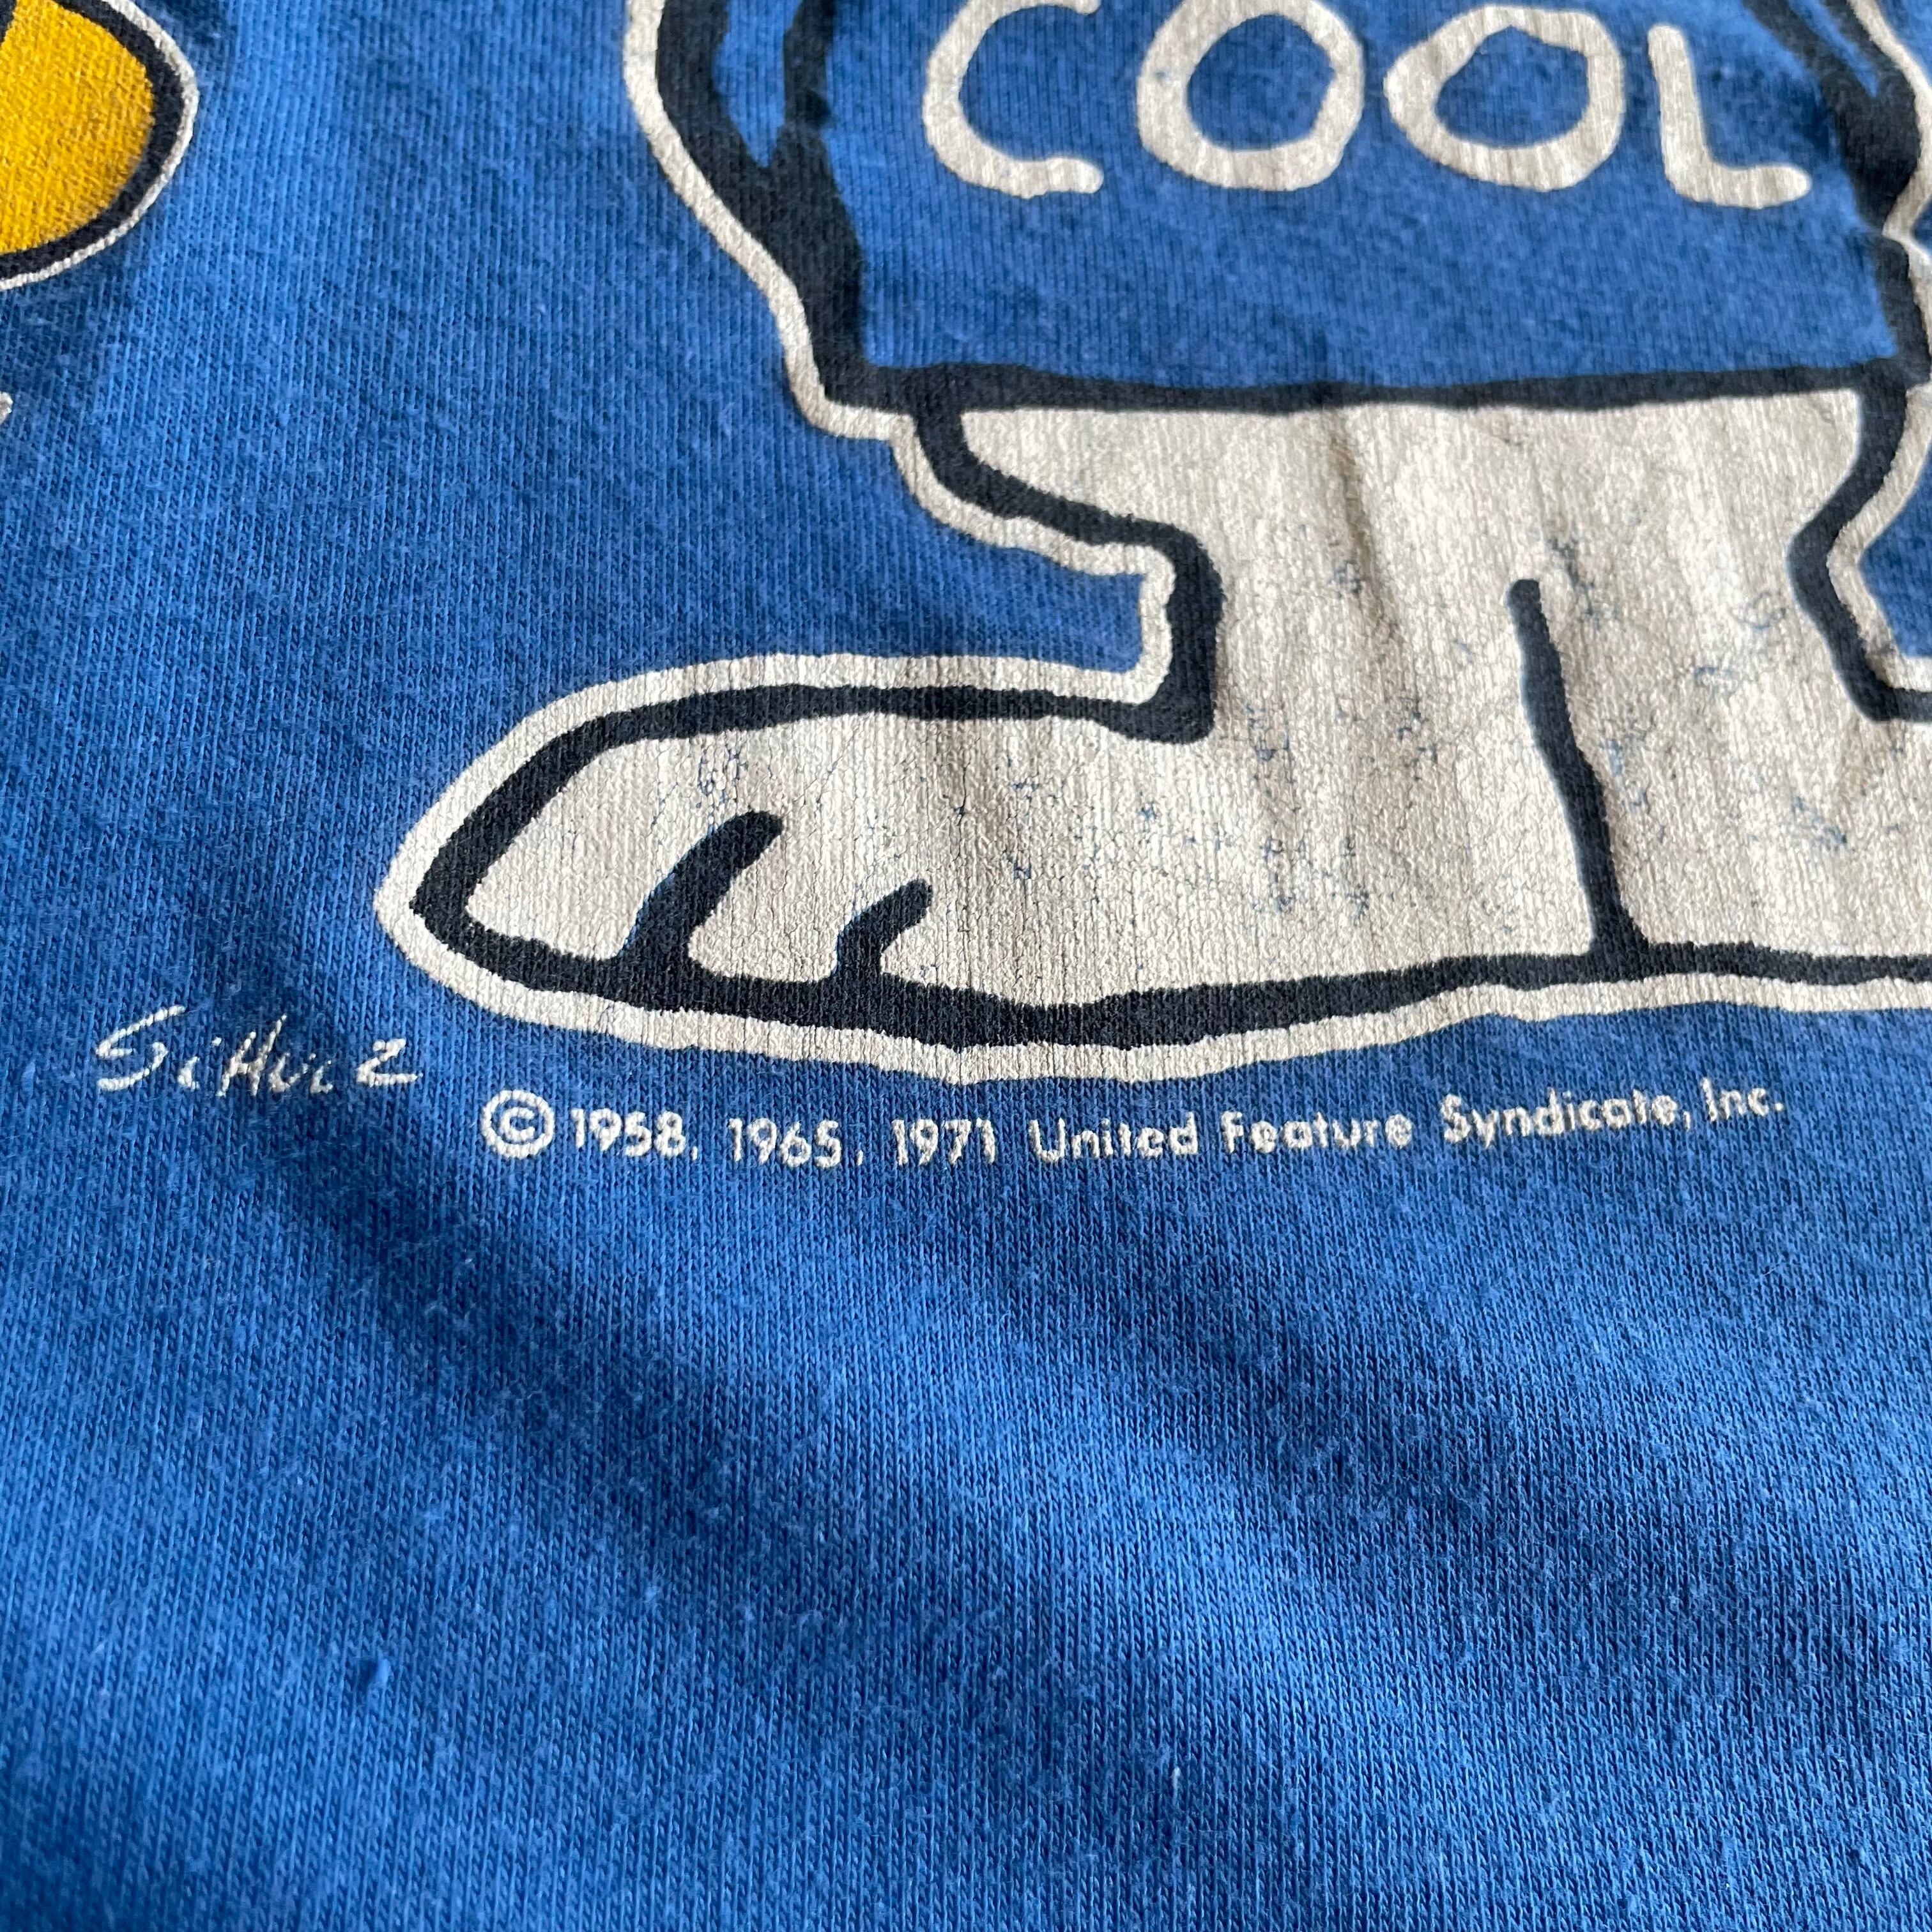 COOL
Schulz
© 1958, 1965, 1971 United Feature Syndicate, Inc.